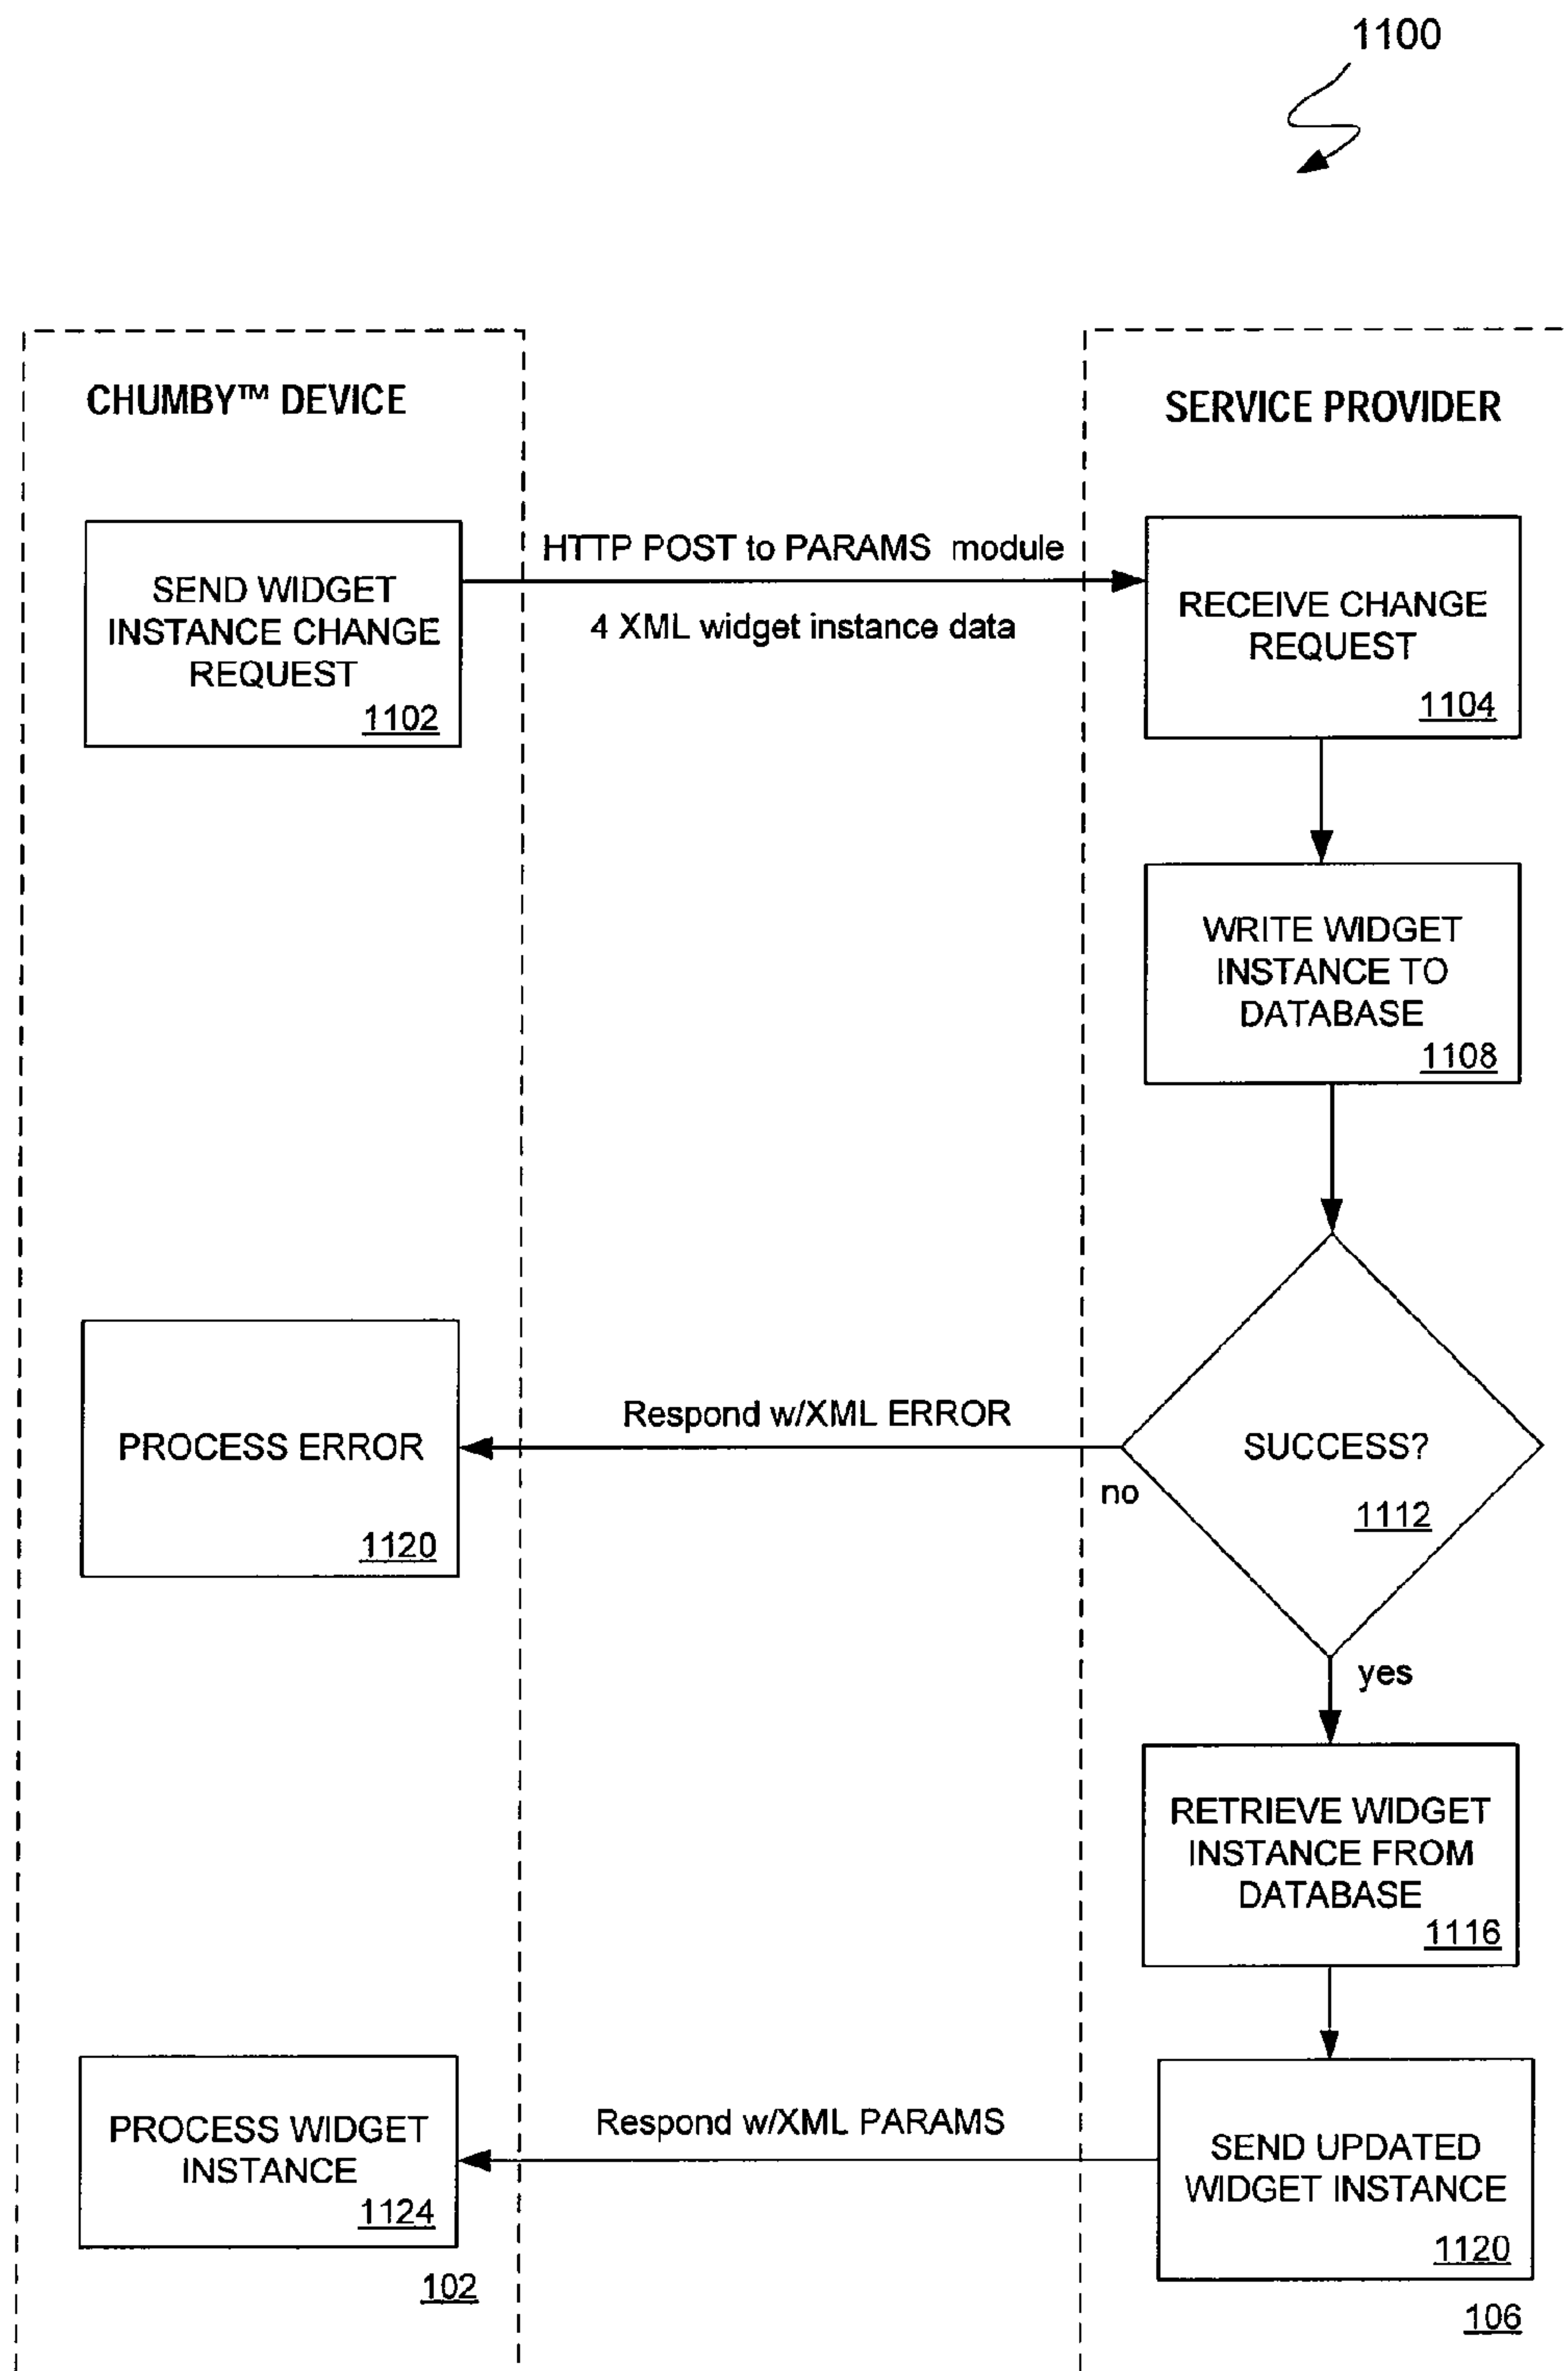 1100
CHUMBY™ DEVICE
SERVICE PROVIDER
SEND WIDGET
INSTANCE CHANGE
REQUEST
1102
HTTP POST to PARAMS module
4 XML widget instance data
RECEIVE CHANGE
REQUEST
1104
WRITE WIDGET
INSTANCE TO
DATABASE
1108
SUCCESS?
1112
no
Respond w/XML ERROR
PROCESS ERROR
1120
yes
RETRIEVE WIDGET
INSTANCE FROM
DATABASE
1116
SEND UPDATED
WIDGET INSTANCE
1120
Respond w/XML PARAMS
PROCESS WIDGET
INSTANCE
1124
102
106